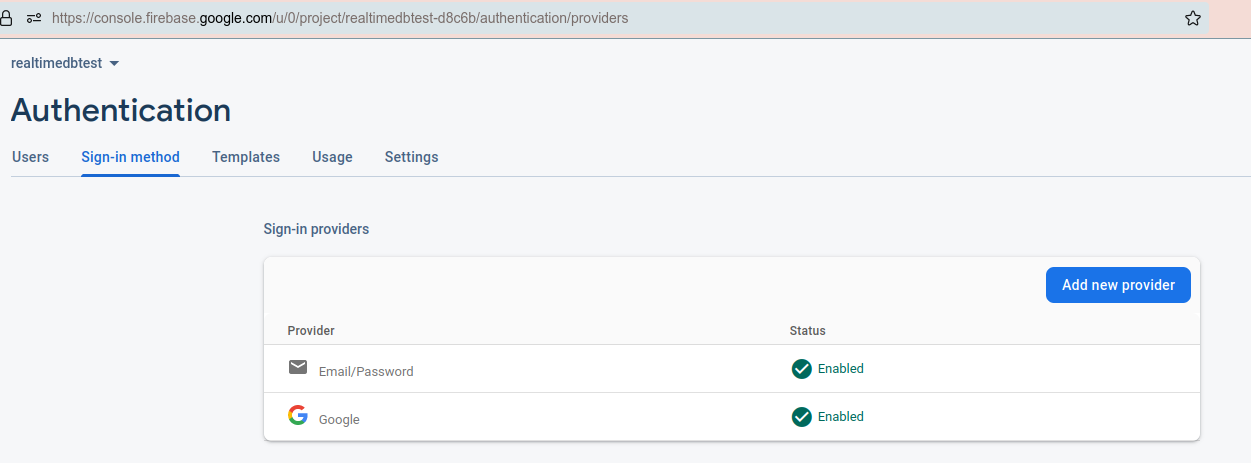 https://console.firebase.google.com/u/0/project/realtimedbtest-d8c6b/authentication/providers
realtimedbtest
Authentication
Users Sign-in method Templates Usage Settings
Sign-in providers
Add new provider
Provider Status
Email/Password Enabled
Google Enabled